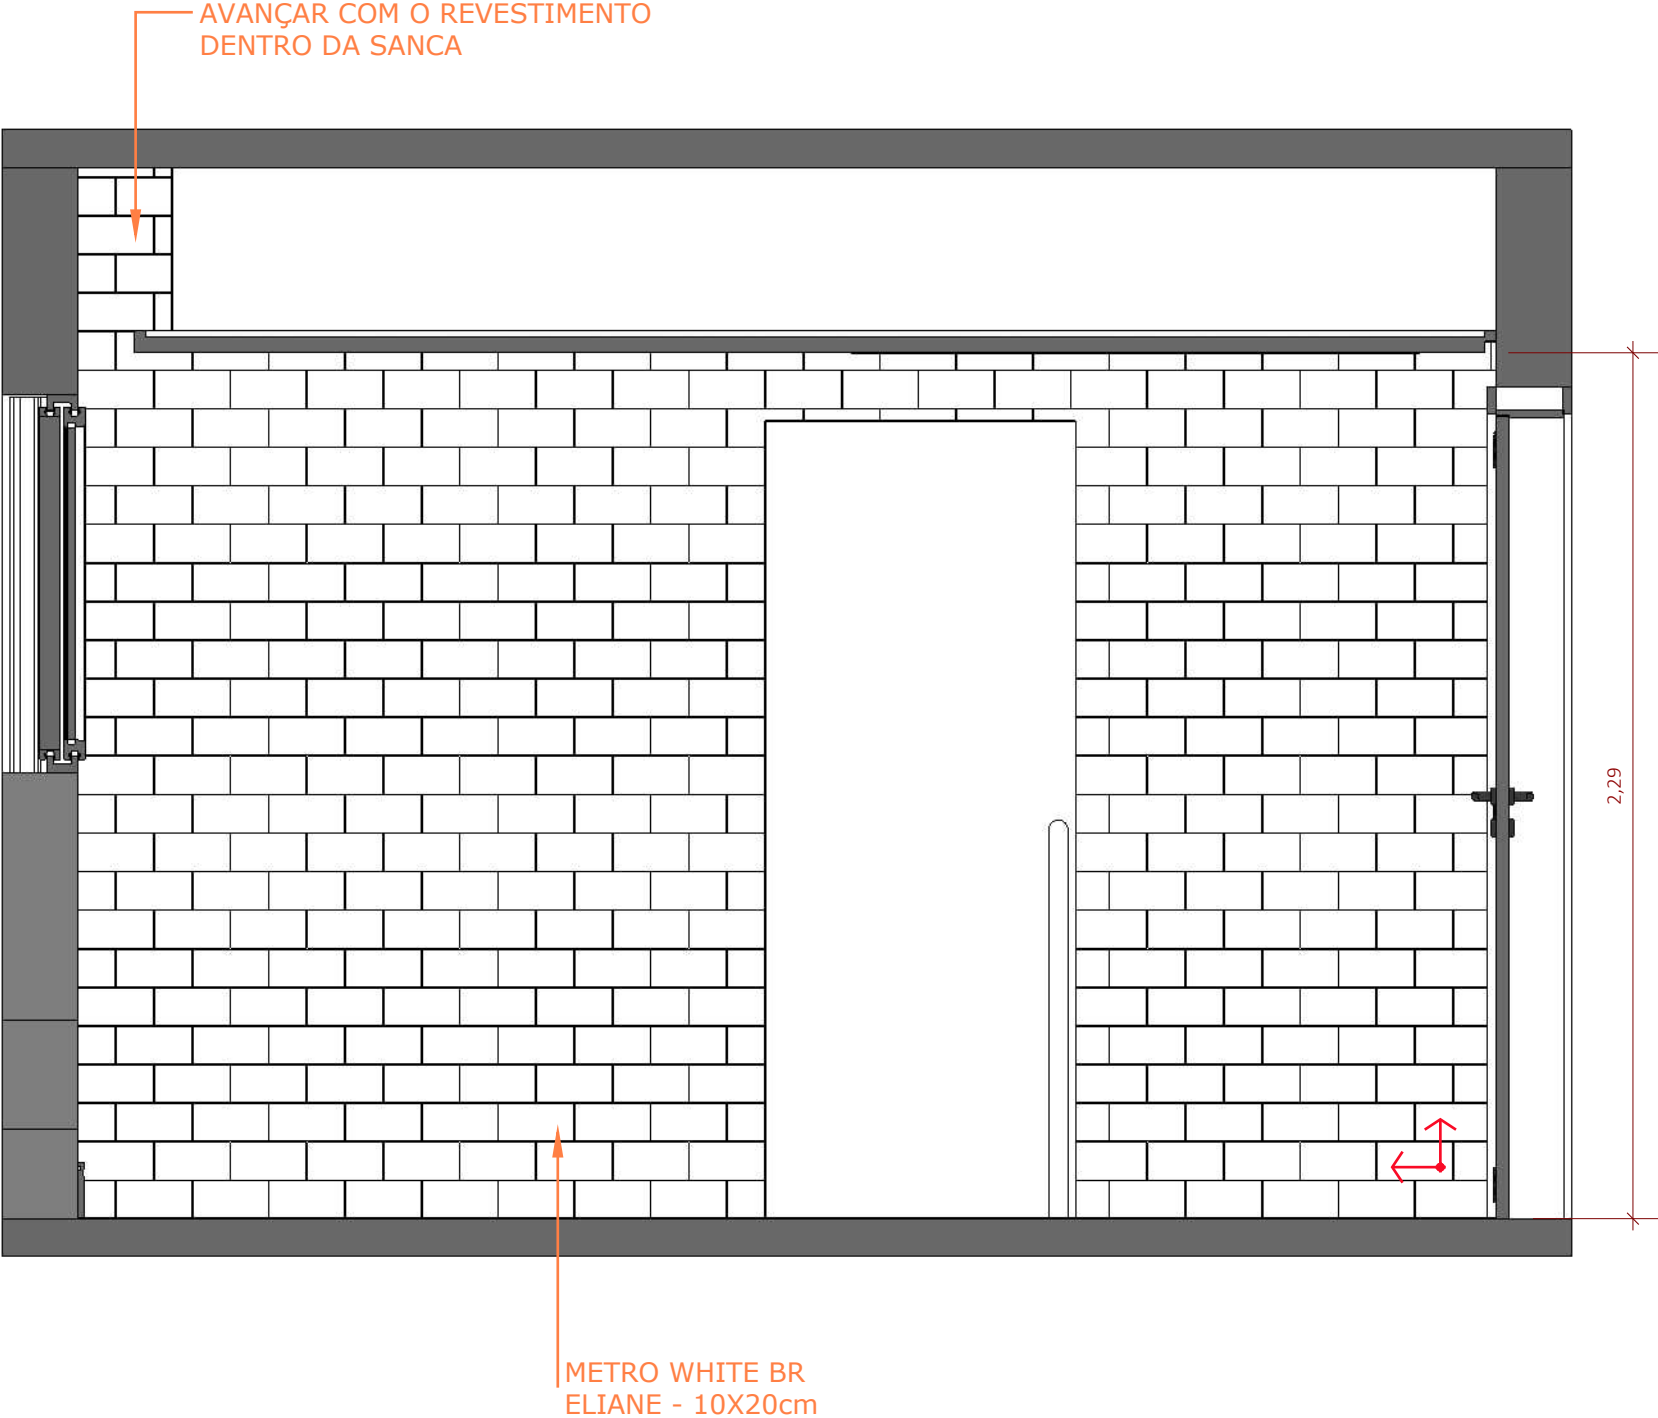 AVANÇAR COM O REVESTIMENTO
DENTRO DA SANCA
2,29
METRO WHITE BR
ELIANE - 10X20cm